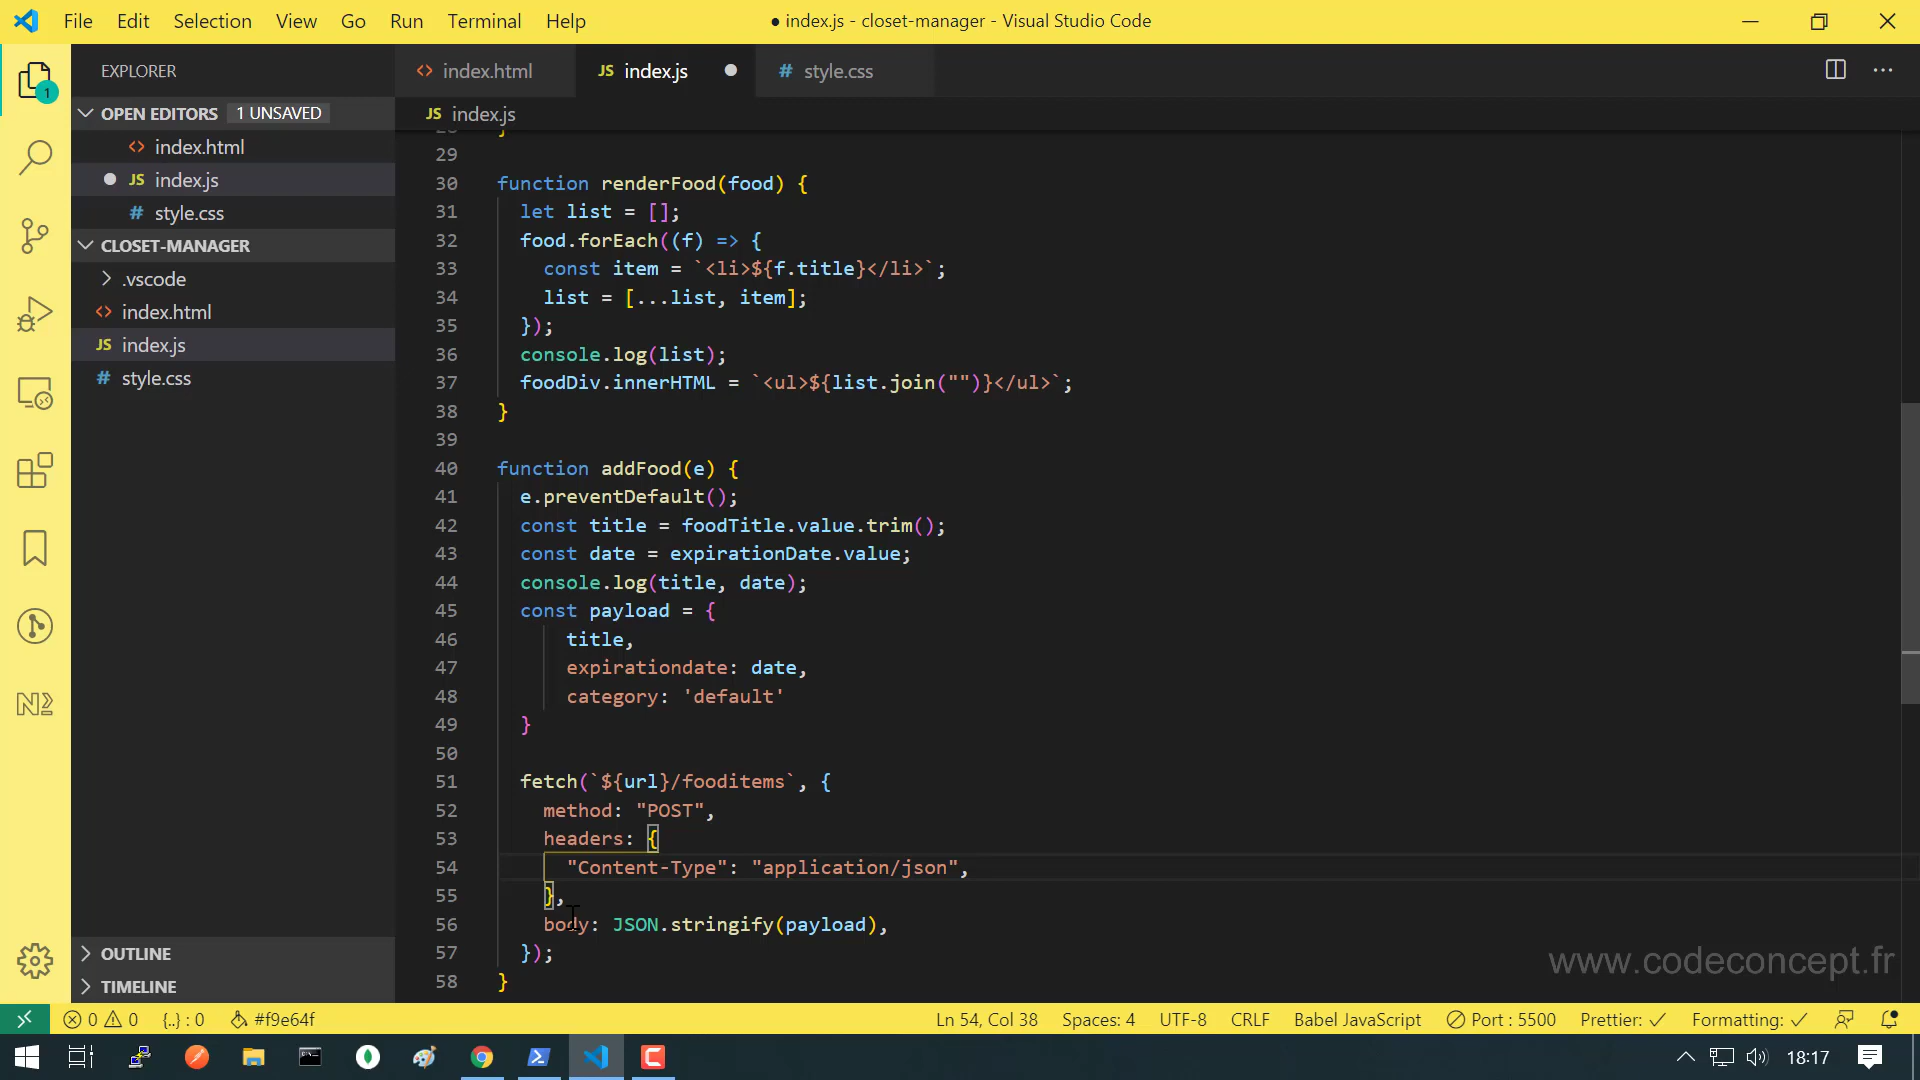 File Edit Selection View Go Run Terminal Help
● index.js - closet-manager - Visual Studio Code
EXPLORER
OPEN EDITORS 1 UNSAVED
<> index.html
JS index.js
# style.css
CLOSET-MANAGER
.vscode
<> index.html
JS index.js
# style.css
OUTLINE
TIMELINE
1
<> index.html
JS index.js
# style.css
JS index.js
29
30 function renderFood(food) {
31 let list = [];
32 food.forEach((f) => {
33 const item = `<li>${f.title}</li>`;
34 list = [...list, item];
35 });
36 console.log(list);
37 foodDiv.innerHTML = `<ul>${list.join("")}</ul>`;
38 }
39
40 function addFood(e) {
41 e.preventDefault();
42 const title = foodTitle.value.trim();
43 const date = expirationDate.value;
44 console.log(title, date);
45 const payload = {
46 title,
47 expirationdate: date,
48 category: 'default'
49 }
50
51 fetch(`${url}/fooditems`, {
52 method: "POST",
53 headers: {
54 "Content-Type": "application/json",
55 },
56 body: JSON.stringify(payload),
57 });
58 }
www.codeconcept.fr
0 0 {..} : 0 #f9e64f
Ln 54, Col 38 Spaces: 4 UTF-8 CRLF Babel JavaScript Port : 5500 Prettier: ✓ Formatting: ✓
18:17